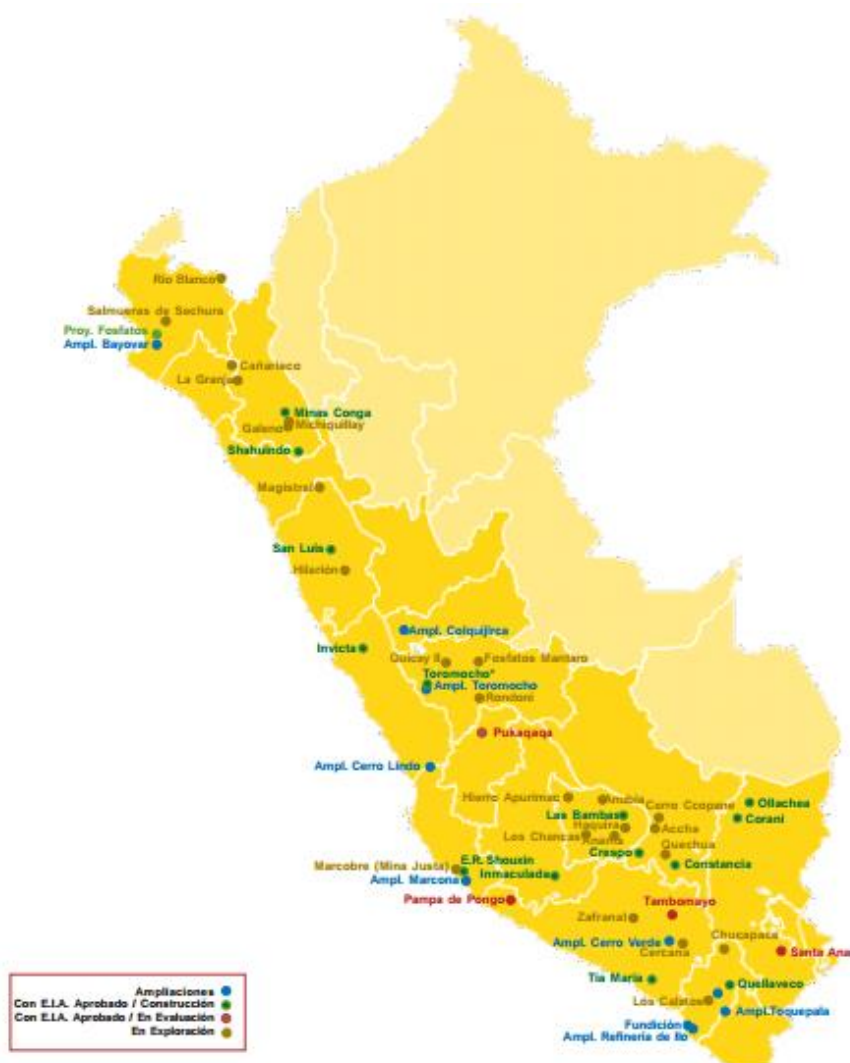 Rio Blanco
Salmueras de Sechura
Proy. Fosfatos
Ampl. Bayovar
Cañariaco
La Granja
Minas Conga
Michiquillay
Galeno
Shahuindo
Magistral
San Luis
Hilarión
Ampl. Colquijirca
Invicta
Quicay II
Fosfatos Mantaro
Toromocho*
Ampl. Toromocho
Rondoni
Pukaqaqa
Ampl. Cerro Lindo
Hierro Apurimac
Anubia
Ollachea
Cerro Ccopane
Las Bambas
Corani
Haquira
Accha
Los Chancas
Anama
Crespo
Quechua
Marcobre (Mina Justa)
E.R. Shouxin
Constancia
Inmaculada
Ampl. Marcona
Pampa de Pongo
Tambomayo
Zafranal
Ampl. Cerro Verde
Chucapaca
Cercana
Santa Ana
Tia Maria
Quellaveco
Los Calatos
Ampl.Toquepala
Fundición
Ampl. Refineria de Ilo
Ampliaciones
Con E.I.A. Aprobado / Construcción
Con E.I.A. Aprobado / En Evaluación
En Exploración